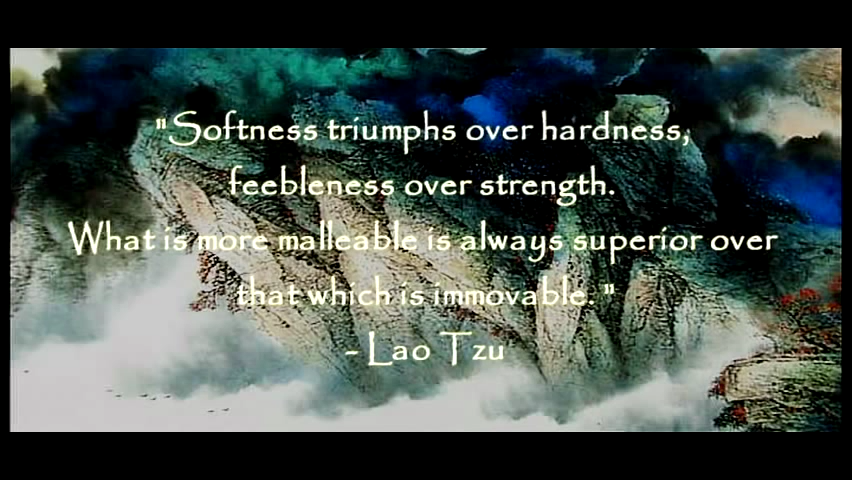 "Softness triumphs over hardness,
feebleness over strength.
What is more malleable is always superior over
that which is immovable. "
- Lao Tzu